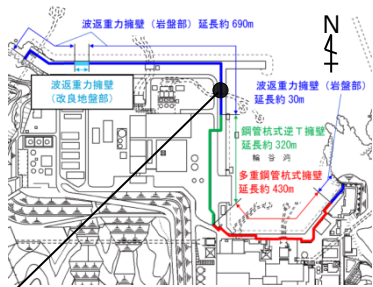 波返重力擁壁（岩盤部）延長約690m
N
波返重力擁壁
（改良地盤部）
波返重力擁壁（岩盤部）
延長約30m
鋼管杭式逆T擁壁
延長約320m
輪谷湾
多重鋼管杭式擁壁
延長約430m